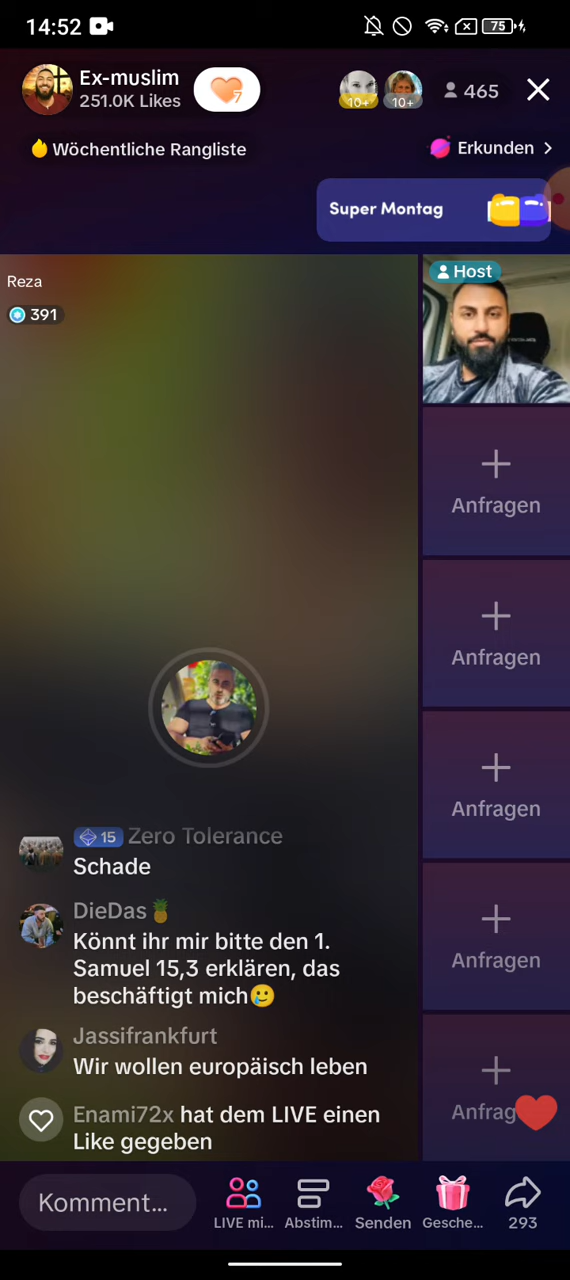 14:52
75
Ex-muslim
251.0K Likes
7
10+
10+
465
Wöchentliche Rangliste
Erkunden
Super Montag
Reza
391
Host
Anfragen
Anfragen
Anfragen
Anfragen
Anfrag
15 Zero Tolerance
Schade
DieDas
Könnt ihr mir bitte den 1.
Samuel 15,3 erklären, das
beschäftigt mich
Jassifrankfurt
Wir wollen europäisch leben
Enami72x hat dem LIVE einen
Like gegeben
Komment...
LIVE mi...
Abstim...
Senden
Gesche...
293